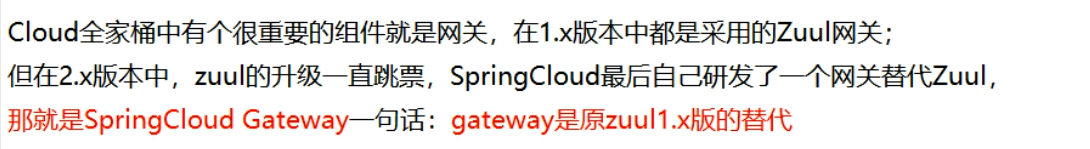 Cloud全家桶中有个很重要的组件就是网关，在1.x版本中都是采用的Zuul网关；
但在2.x版本中，zuul的升级一直跳票，SpringCloud最后自己研发了一个网关替代Zuul，
那就是SpringCloud Gateway一句话：gateway是原zuul1.x版的替代